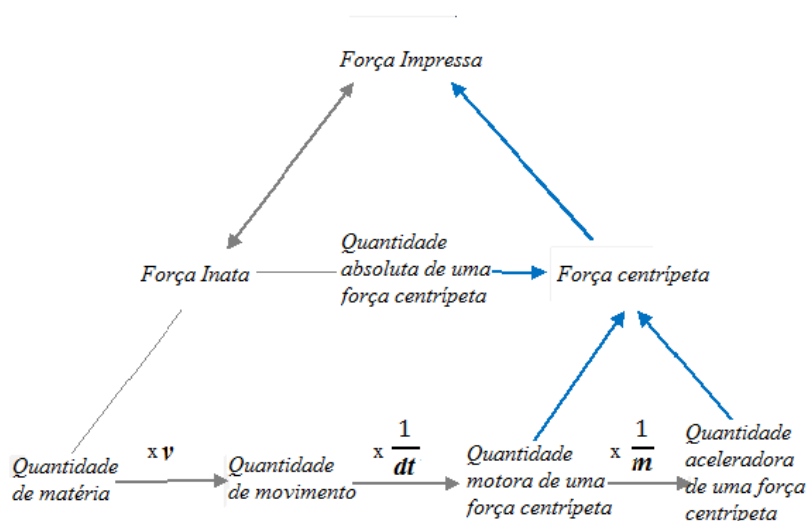 Força Impressa
Força Inata
Quantidade
absoluta de uma
força centrípeta
Força centrípeta
Quantidade
de matéria
x v
Quantidade
de movimento
x 1/dt
Quantidade
motora de uma
força centrípeta
x 1/m
Quantidade
aceleradora
de uma força
centrípeta